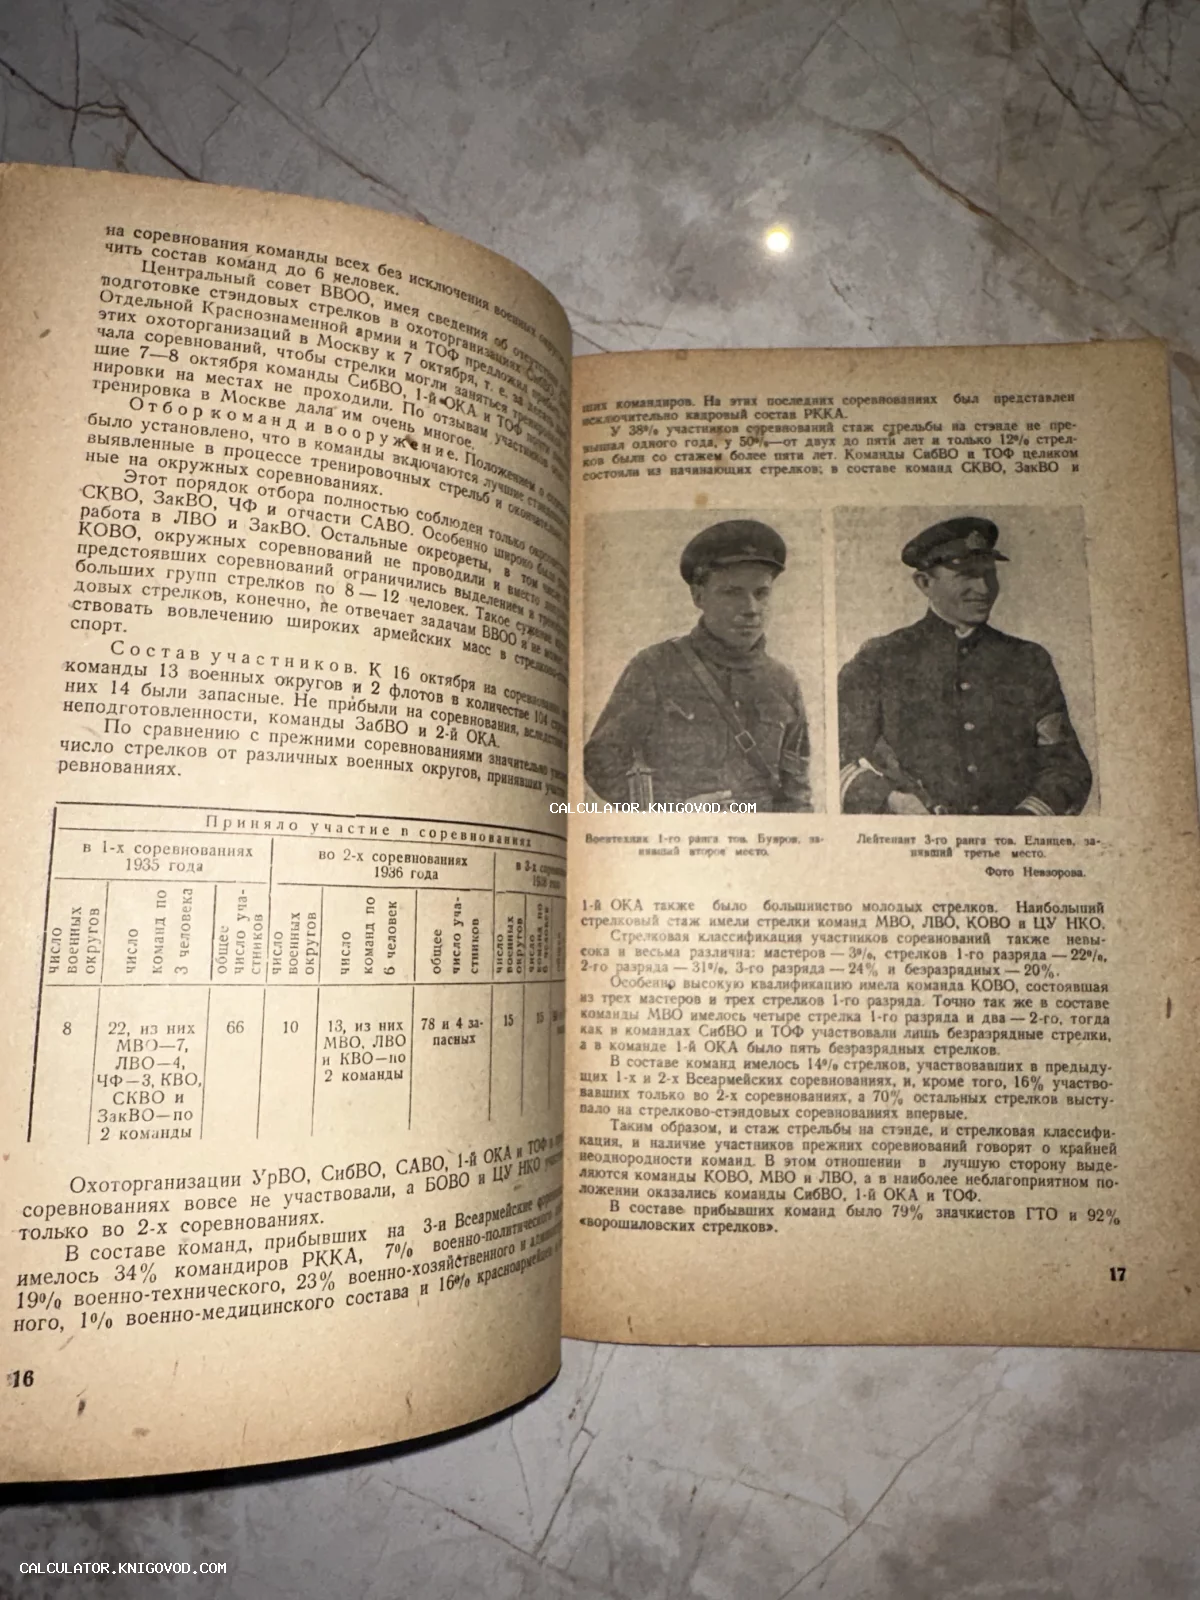 на соревнования команды всех без исключения военных
чить состав команд до 6 человек.
Центральный совет ВВОО, имея сведения об
подготовке стэндовых стрелков в охоторганизациях СибВО,
Отдельной Краснознаменной армии и ТОФ предложил
этих охоторганизаций в Москву к 7 октября, т. е. за
чала соревнований, чтобы стрелки могли заняться
шие 7—8 октября команды СибВО, 1-й ОКА и ТОФ
нировки на местах не проходили. По отзывам участников
тренировка в Москве дала им очень многое.
Отбор команд и вооружение. Положением о
было установлено, что в команды включаются лучшие
выявленные в процессе тренировочных стрельб и
ные на окружных соревнованиях.
Этот порядок отбора полностью соблюден только
СКВО, ЗакВО, ЧФ и отчасти САВО. Особенно широко была
работа в ЛВО и ЗакВО. Остальные окрсоветы, в том числе
КОВО, окружных соревнований не проводили и вместо
предстоявших соревнований ограничились выделением и
больших групп стрелков по 8—12 человек. Такое
довых стрелков, конечно, не отвечает задачам ВВОО и не может
ствовать вовлечению широких армейских масс в
спорт.
Состав участников. К 16 октября на соревнования
команды 13 военных округов и 2 флотов в количестве 104
них 14 были запасные. Не прибыли на соревнования, вследствие
неподготовленности, команды ЗабВО и 2-й ОКА.
По сравнению с прежними соревнованиями значительно
число стрелков от различных военных округов, принявших
ревнованиях.
Приняло участие в соревнованиях
в 1-х соревнованиях
1935 года
во 2-х соревнованиях
1936 года
в 3-х
число
военных
округов
число
команд по
3 человека
общее
число уча-
стников
число
военных
округов
число
команд по
6 человек
общее
число уча-
стников
число
военных
округов
число
команд по
8
22, из них
МВО—7,
ЛВО—4,
ЧФ—3, КВО,
СКВО и
ЗакВО—по
2 команды
66
10
13, из них
МВО, ЛВО
и КВО—по
2 команды
78 и 4 за-
пасных
15
15
Охоторганизации УрВО, СибВО, САВО, 1-й ОКА и ТОФ в
соревнованиях вовсе не участвовали, а БОВО и ЦУ НКО
только во 2-х соревнованиях.
В составе команд, прибывших на 3-и Всеармейские
имелось 34% командиров РККА, 7% военно-политического
19% военно-технического, 23% военно-хозяйственного и
ного, 1% военно-медицинского состава и 16%
16
ших командиров. На этих последних соревнованиях был представлен
исключительно кадровый состав РККА.
У 38% участников соревнований стаж стрельбы на стэнде не пре-
вышал одного года, у 50%—от двух до пяти лет и только 12% стрел-
ков были со стажем более пяти лет. Команды СибВО и ТОФ целиком
состояли из начинающих стрелков; в составе команд СКВО, ЗакВО и
Воентехник 1-го ранга тов. Буяров, за-
нявший второе место.
Лейтенант 3-го ранга тов. Еланцев, за-
нявший третье место.
Фото Невзорова.
1-й ОКА также было большинство молодых стрелков. Наибольший
стрелковый стаж имели стрелки команд МВО, ЛВО, КОВО и ЦУ НКО.
Стрелковая классификация участников соревнований также невы-
сока и весьма различна: мастеров—3%, стрелков 1-го разряда—22%,
2-го разряда—31%, 3-го разряда—24% и безразрядных—20%.
Особенно высокую квалификацию имела команда КОВО, состоявшая
из трех мастеров и трех стрелков 1-го разряда. Точно так же в составе
команды МВО имелось четыре стрелка 1-го разряда и два—2-го, тогда
как в командах СибВО и ТОФ участвовали лишь безразрядные стрелки,
а в команде 1-й ОКА было пять безразрядных стрелков.
В составе команд имелось 14% стрелков, участвовавших в предыду-
щих 1-х и 2-х Всеармейских соревнованиях, и, кроме того, 16% участво-
вавших только во 2-х соревнованиях, а 70% остальных стрелков высту-
пало на стрелково-стэндовых соревнованиях впервые.
Таким образом, и стаж стрельбы на стэнде, и стрелковая классифи-
кация, и наличие участников прежних соревнований говорят о крайней
неоднородности команд. В этом отношении в лучшую сторону выде-
ляются команды КОВО, МВО и ЛВО, а в наиболее неблагоприятном по-
ложении оказались команды СибВО, 1-й ОКА и ТОФ.
В составе прибывших команд было 79% значкистов ГТО и 92%
«ворошиловских стрелков».
17
CALCULATOR.KNIGOVOD.COM
CALCULATOR.KNIGOVOD.COM